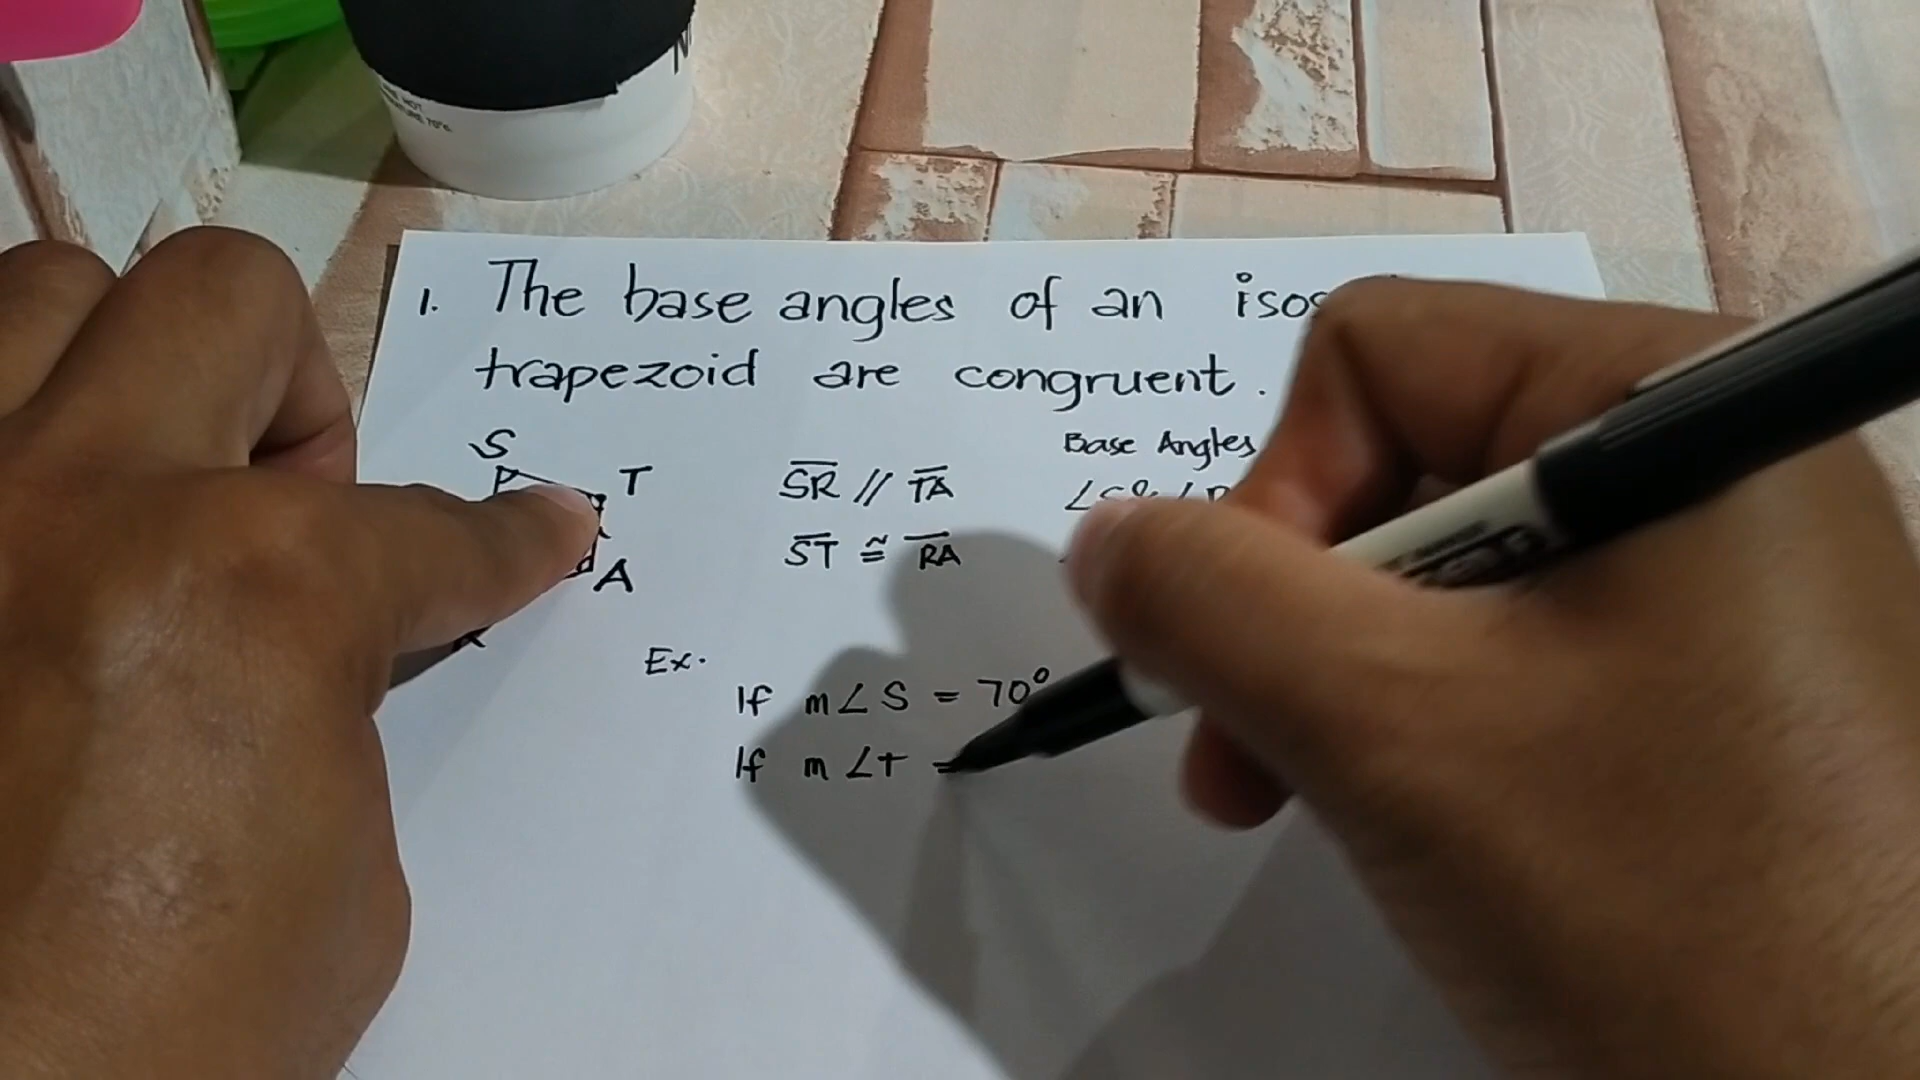 1. The base angles of an
trapezoid are congruent.
S
T
A
R
SR // TA
ST ≅ RA
Base Angles
Ex.
If m∠S = 70°
If m∠T =
70°C